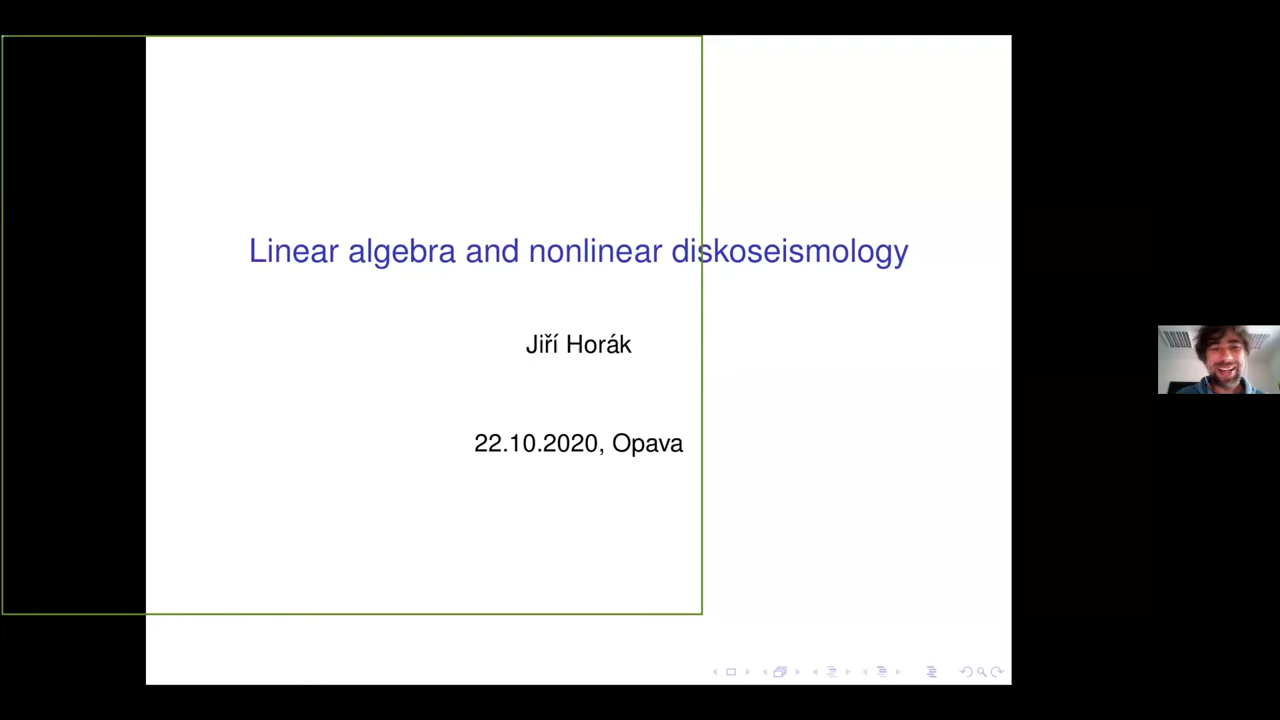 Linear algebra and nonlinear diskoseismology
Jiří Horák
22.10.2020, Opava